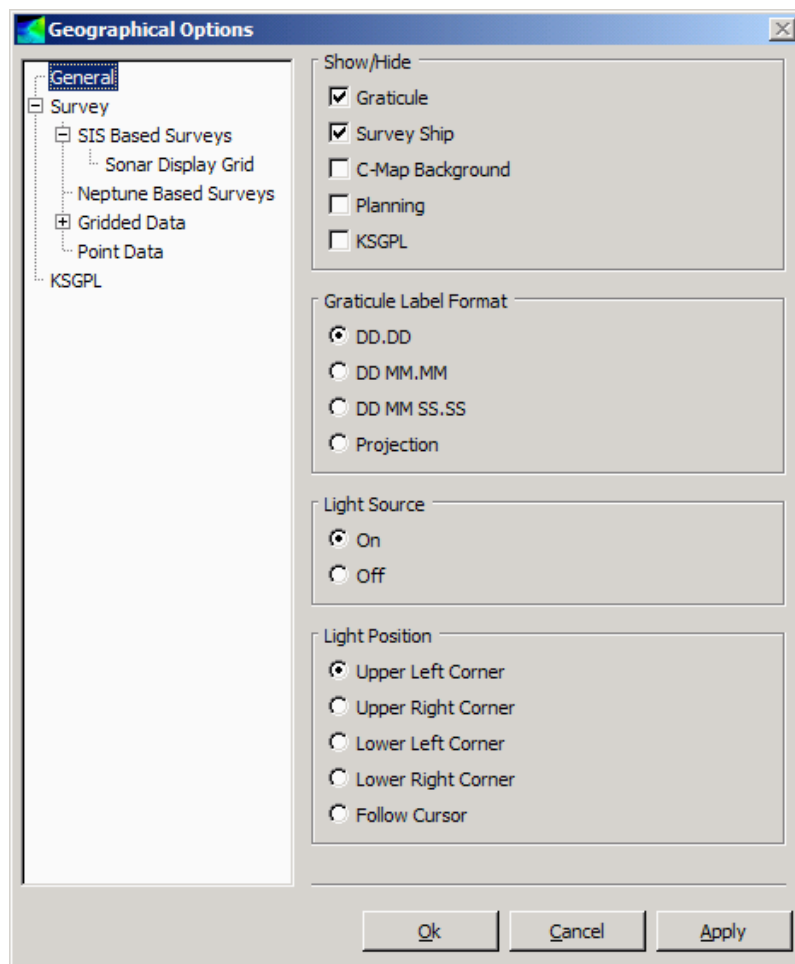 Geographical Options
General
Survey
SIS Based Surveys
Sonar Display Grid
Neptune Based Surveys
Gridded Data
Point Data
KSGPL
Show/Hide
Graticule
Survey Ship
C-Map Background
Planning
KSGPL
Graticule Label Format
DD.DD
DD MM.MM
DD MM SS.SS
Projection
Light Source
On
Off
Light Position
Upper Left Corner
Upper Right Corner
Lower Left Corner
Lower Right Corner
Follow Cursor
Ok
Cancel
Apply